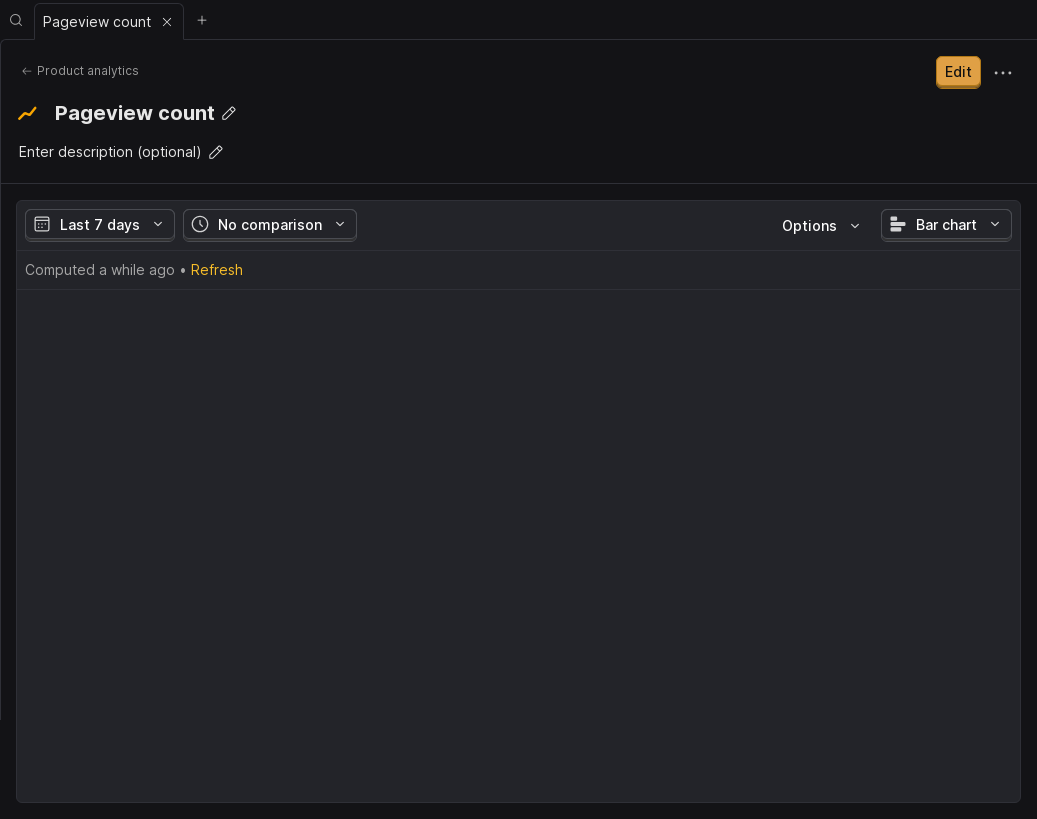 Pageview count
Product analytics
Edit
Pageview count
Enter description (optional)
Last 7 days
No comparison
Options
Bar chart
Computed a while ago • Refresh